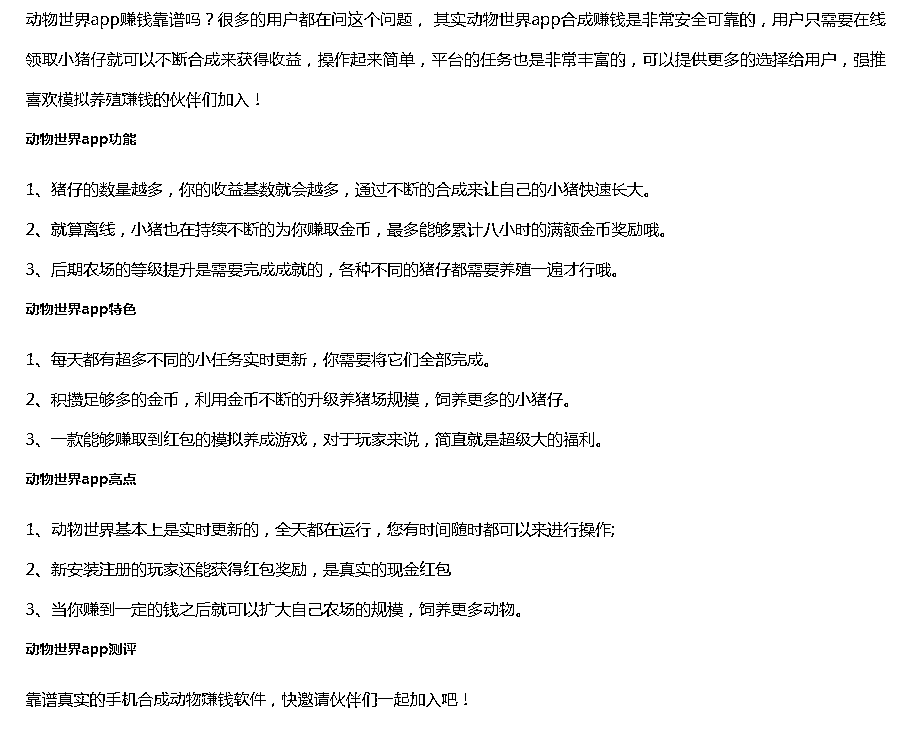 动物世界app赚钱靠谱吗？很多的用户都在问这个问题， 其实动物世界app合成赚钱是非常安全可靠的，用户只需要在线
领取小猪仔就可以不断合成来获得收益，操作起来简单，平台的任务也是非常丰富的，可以提供更多的选择给用户，强推
喜欢模拟养殖赚钱的伙伴们加入！
动物世界app功能
1、猪仔的数量越多，你的收益基数就会越多，通过不断的合成来让自己的小猪快速长大。
2、就算离线，小猪也在持续不断的为你赚取金币，最多能够累计八小时的满额金币奖励哦。
3、后期农场的等级提升是需要完成成就的，各种不同的猪仔都需要养殖一遍才行哦。
动物世界app特色
1、每天都有超多不同的小任务实时更新，你需要将它们全部完成。
2、积攒足够多的金币，利用金币不断的升级养猪场规模，饲养更多的小猪仔。
3、一款能够赚取到红包的模拟养成游戏，对于玩家来说，简直就是超级大的福利。
动物世界app亮点
1、动物世界基本上是实时更新的，全天都在运行，您有时间随时都可以来进行操作;
2、新安装注册的玩家还能获得红包奖励，是真实的现金红包
3、当你赚到一定的钱之后就可以扩大自己农场的规模，饲养更多动物。
动物世界app测评
靠谱真实的手机合成动物赚钱软件，快邀请伙伴们一起加入吧！